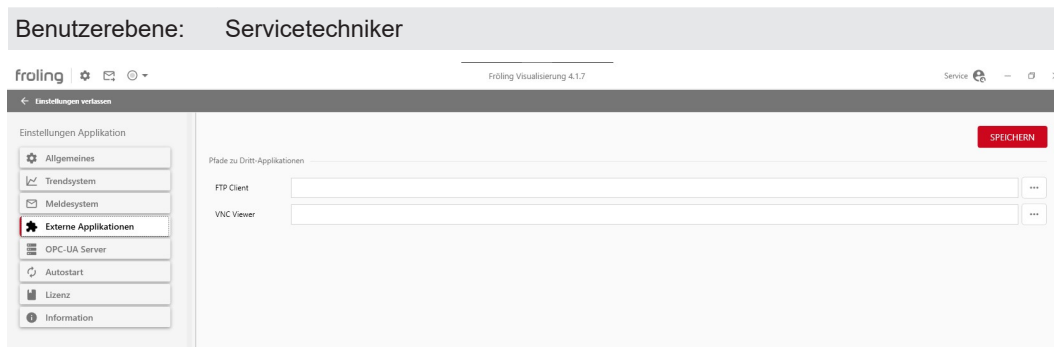 Benutzerebene: Servicetechniker
froling Fröling Visualisierung 4.1.7 Service
Einstellungen verlassen
Einstellungen Applikation
SPEICHERN
Allgemeines
Pfade zu Dritt-Applikationen
Trendsystem
FTP Client
Meldesystem
VNC Viewer
Externe Applikationen
OPC-UA Server
Autostart
Lizenz
Information